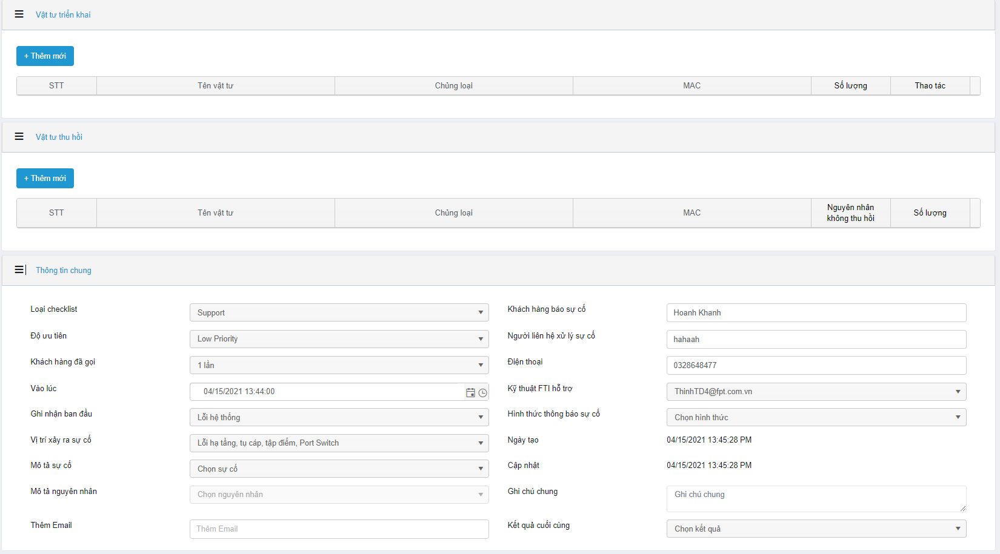 Vật tư triển khai
+ Thêm mới
STT Tên vật tư Chủng loại MAC Số lượng Thao tác
Vật tư thu hồi
+ Thêm mới
STT Tên vật tư Chủng loại MAC Nguyên nhân không thu hồi Số lượng
Thông tin chung
Loại checklist Support Khách hàng báo sự cố Hoanh Khanh
Độ ưu tiên Low Priority Người liên hệ xử lý sự cố hahaah
Khách hàng đã gọi 1 lần Điện thoại 0328648477
Vào lúc 04/15/2021 13:44:00 Kỹ thuật FTI hỗ trợ ThinhTD4@fpt.com.vn
Ghi nhận ban đầu Lỗi hệ thống Hình thức thông báo sự cố Chọn hình thức
Vị trí xảy ra sự cố Lỗi hạ tầng, tụ cáp, tập điểm, Port Switch Ngày tạo 04/15/2021 13:45:28 PM
Mô tả sự cố Chọn sự cố Cập nhật 04/15/2021 13:45:28 PM
Mô tả nguyên nhân Chọn nguyên nhân Ghi chú chung Ghi chú chung
Thêm Email Thêm Email Kết quả cuối cùng Chọn kết quả